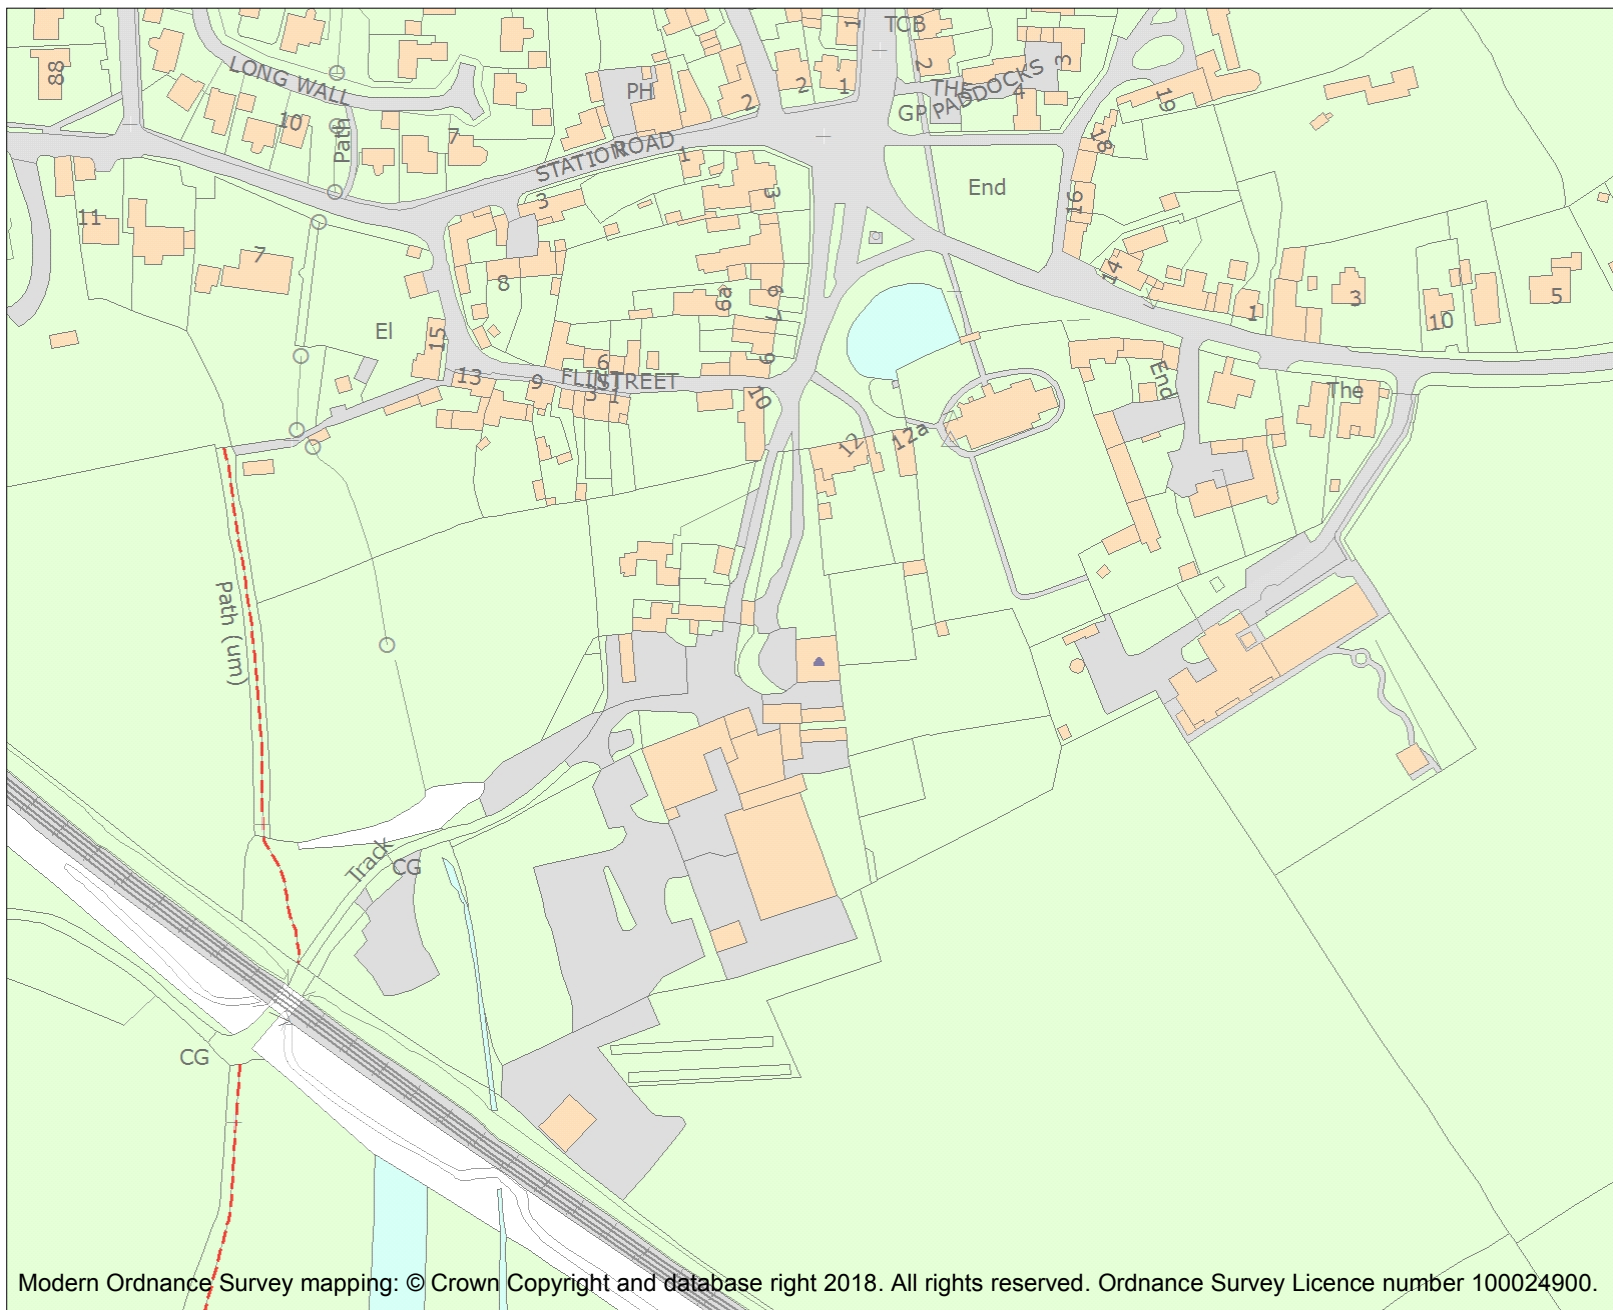 88
LONG WALL
10
Path
7
PH
2
2
1
1
TCB
2
THE PADDOCKS
3
4
GP
19
18
16
End
STATION ROAD
1
3
3
11
7
8
6a
6
7
9
14
1
3
10
5
El
15
13
9
6
5
3
1
FLINT STREET
10
12
12a
End
The
Path (um)
Track
CG
CG
Modern Ordnance Survey mapping: © Crown Copyright and database right 2018. All rights reserved. Ordnance Survey Licence number 100024900.